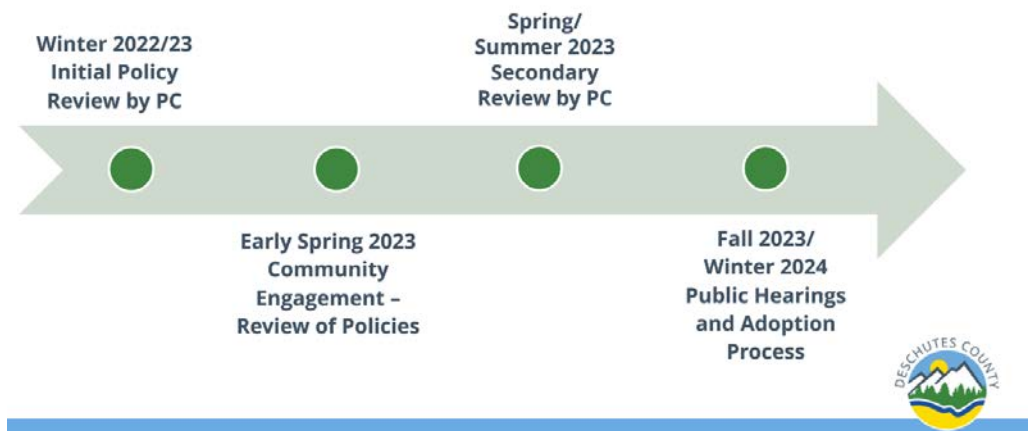 Winter 2022/23
Initial Policy
Review by PC
Early Spring 2023
Community
Engagement –
Review of Policies
Spring/
Summer 2023
Secondary
Review by PC
Fall 2023/
Winter 2024
Public Hearings
and Adoption
Process
DESCHUTES COUNTY